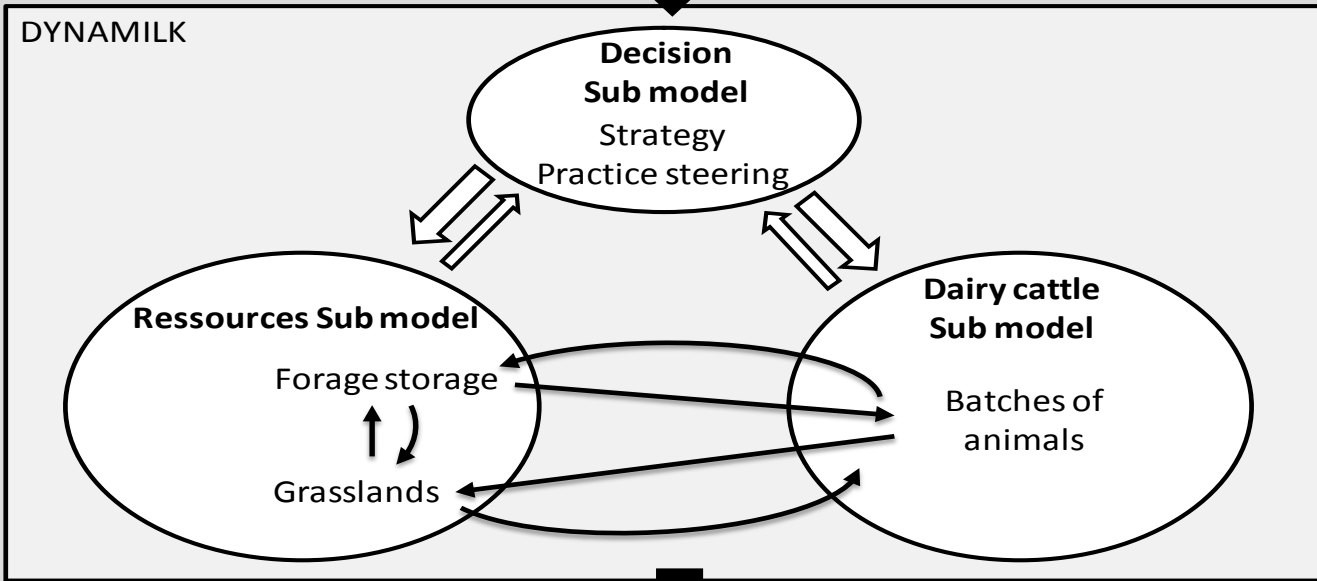 DYNAMILK
Decision
Sub model
Strategy
Practice steering
Ressources Sub model
Forage storage
Grasslands
Dairy cattle
Sub model
Batches of
animals